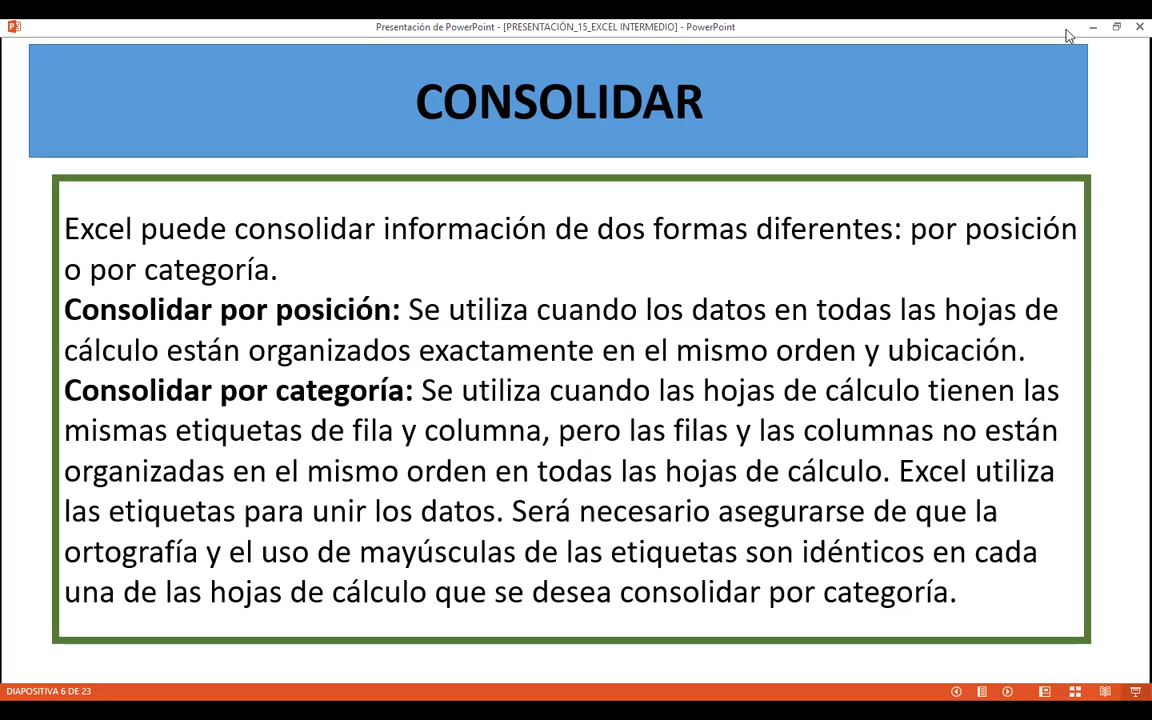 Presentación de PowerPoint - [PRESENTACIÓN_15_EXCEL INTERMEDIO] - PowerPoint
CONSOLIDAR
Excel puede consolidar información de dos formas diferentes: por posición
o por categoría.
Consolidar por posición: Se utiliza cuando los datos en todas las hojas de
cálculo están organizados exactamente en el mismo orden y ubicación.
Consolidar por categoría: Se utiliza cuando las hojas de cálculo tienen las
mismas etiquetas de fila y columna, pero las filas y las columnas no están
organizadas en el mismo orden en todas las hojas de cálculo. Excel utiliza
las etiquetas para unir los datos. Será necesario asegurarse de que la
ortografía y el uso de mayúsculas de las etiquetas son idénticos en cada
una de las hojas de cálculo que se desea consolidar por categoría.
DIAPOSITIVA 6 DE 23